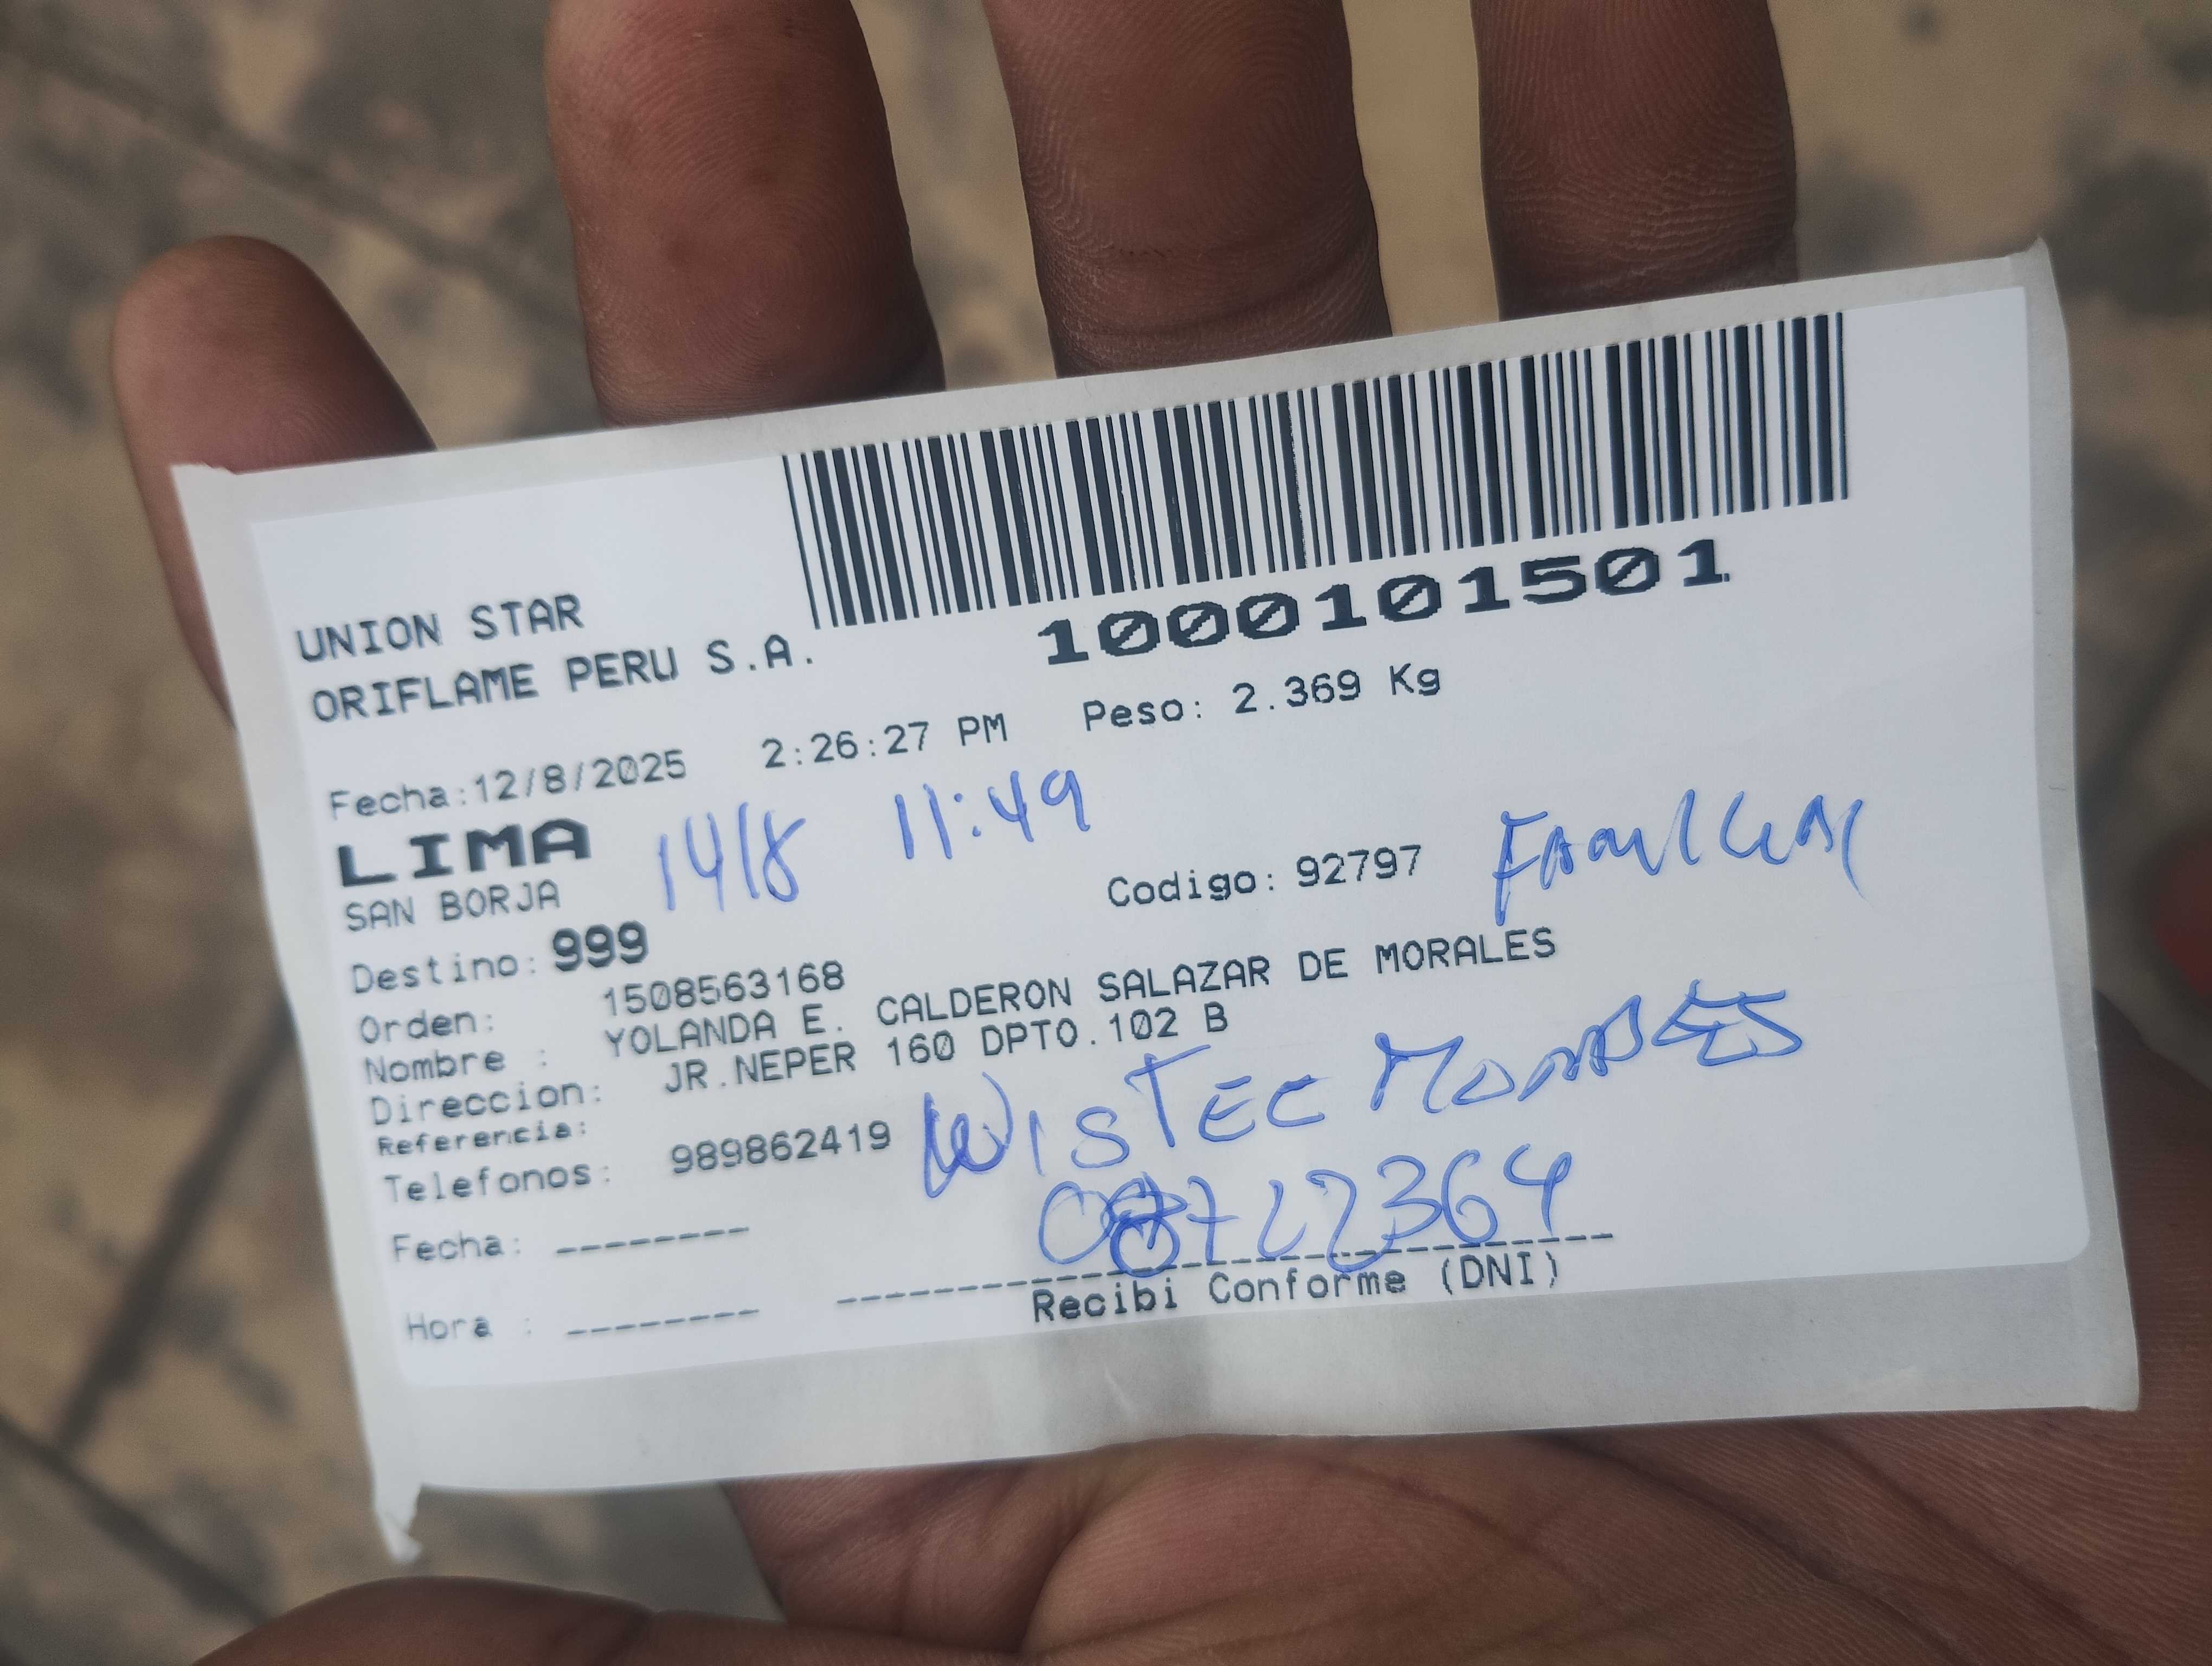 1000101501
UNION STAR
ORIFLAME PERU S.A.
Fecha:12/8/2025 2:26:27 PM Peso: 2.369 Kg
LIMA 14/8 11:49
SAN BORJA Codigo: 92797
Destino: 999
Orden: 1508563168
Nombre : YOLANDA E. CALDERON SALAZAR DE MORALES
Direccion: JR.NEPER 160 DPTO.102 B
Referencia:
Telefonos: 989862419
MORALES
Fecha: --------
Hora : --------
Recibi Conforme (DNI)